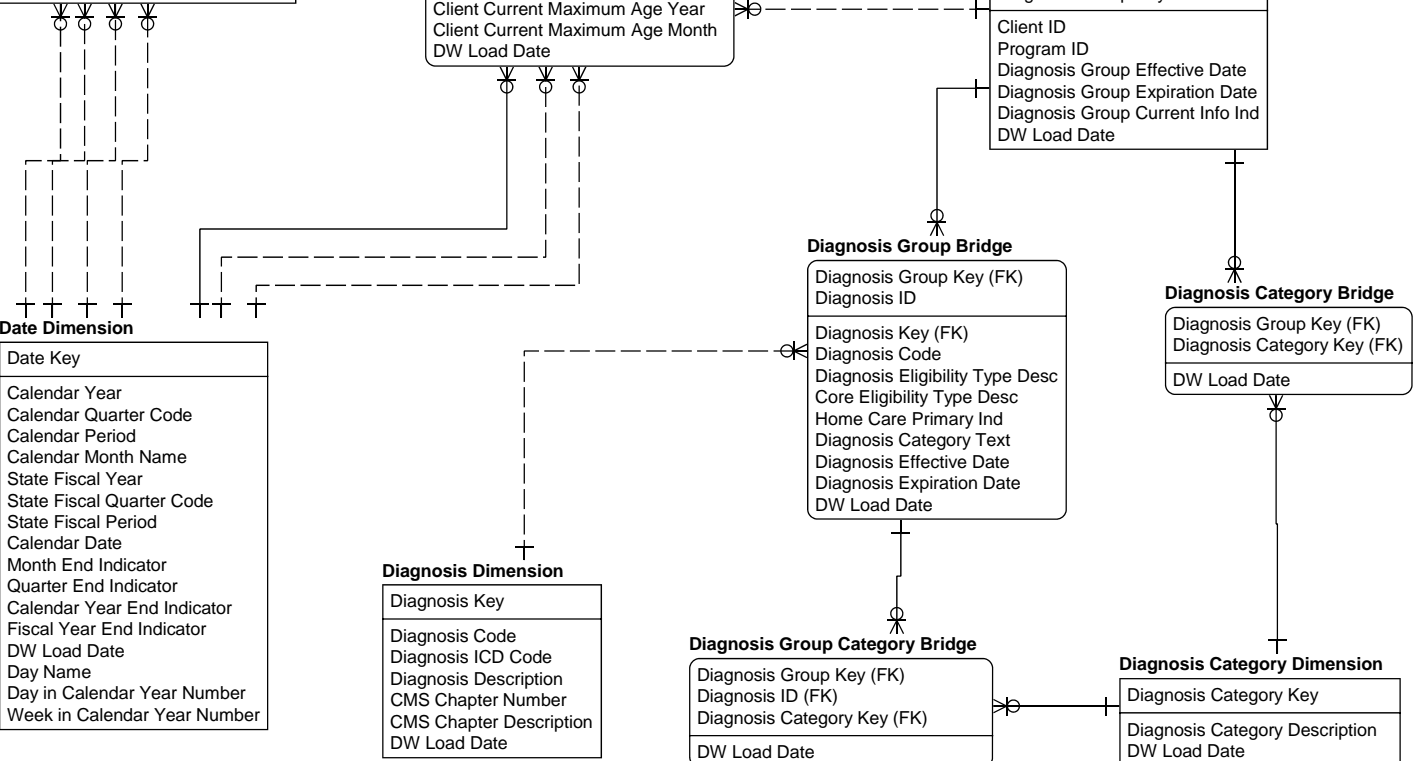 Client Current Maximum Age Year
Client Current Maximum Age Month
DW Load Date
Client ID
Program ID
Diagnosis Group Effective Date
Diagnosis Group Expiration Date
Diagnosis Group Current Info Ind
DW Load Date
Diagnosis Group Bridge
Diagnosis Group Key (FK)
Diagnosis ID
Diagnosis Key (FK)
Diagnosis Code
Diagnosis Eligibility Type Desc
Core Eligibility Type Desc
Home Care Primary Ind
Diagnosis Category Text
Diagnosis Effective Date
Diagnosis Expiration Date
DW Load Date
Diagnosis Category Bridge
Diagnosis Group Key (FK)
Diagnosis Category Key (FK)
DW Load Date
Date Dimension
Date Key
Calendar Year
Calendar Quarter Code
Calendar Period
Calendar Month Name
State Fiscal Year
State Fiscal Quarter Code
State Fiscal Period
Calendar Date
Month End Indicator
Quarter End Indicator
Calendar Year End Indicator
Fiscal Year End Indicator
DW Load Date
Day Name
Day in Calendar Year Number
Week in Calendar Year Number
Diagnosis Dimension
Diagnosis Key
Diagnosis Code
Diagnosis ICD Code
Diagnosis Description
CMS Chapter Number
CMS Chapter Description
DW Load Date
Diagnosis Group Category Bridge
Diagnosis Group Key (FK)
Diagnosis ID (FK)
Diagnosis Category Key (FK)
DW Load Date
Diagnosis Category Dimension
Diagnosis Category Key
Diagnosis Category Description
DW Load Date